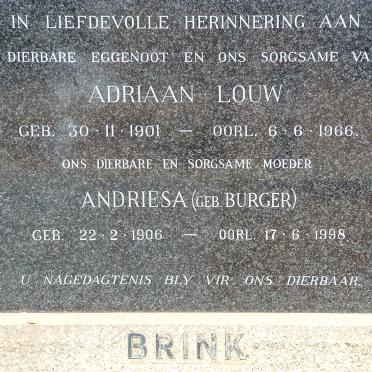 IN LIEFDEVOLLE HERINNERING AAN
DIERBARE EGGENOOT EN ONS SORGSAME VA
ADRIAAN LOUW
GEB. 30·11·1901 — OORL. 6·6·1966.
ONS DIERBARE EN SORGSAME MOEDER
ANDRIESA (GEB. BURGER)
GEB. 22·2·1906 — OORL. 17·6·1998
U NAGEDAGTENIS BLY VIR ONS DIERBAAR.
BRINK